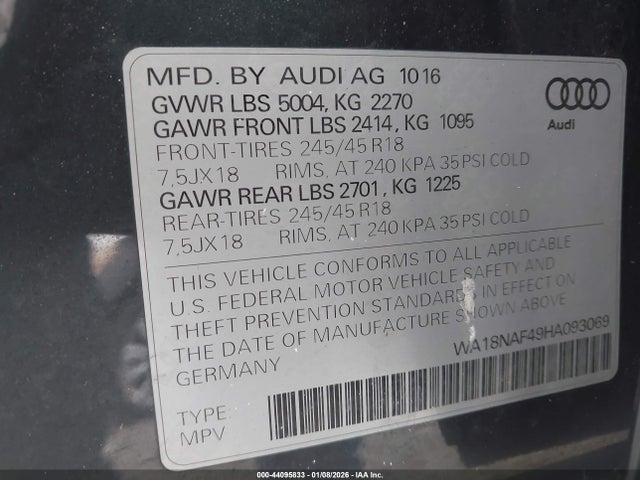 MFD. BY AUDI AG 1016
GVWR LBS 5004, KG 2270
GAWR FRONT LBS 2414, KG 1095
FRONT-TIRES 245/45 R18
7,5JX18 RIMS, AT 240 KPA 35 PSI COLD
GAWR REAR LBS 2701, KG 1225
REAR-TIRES 245/45 R18
7,5JX18 RIMS, AT 240 KPA 35 PSI COLD
Audi
THIS VEHICLE CONFORMS TO ALL APPLICABLE
U.S. FEDERAL MOTOR VEHICLE SAFETY AND
THEFT PREVENTION STANDARDS IN EFFECT ON
THE DATE OF MANUFACTURE SHOWN ABOVE
GERMANY
WA18NAF49HA093069
TYPE:
MPV
000-44095833 - 01/08/2026 - IAA Inc.